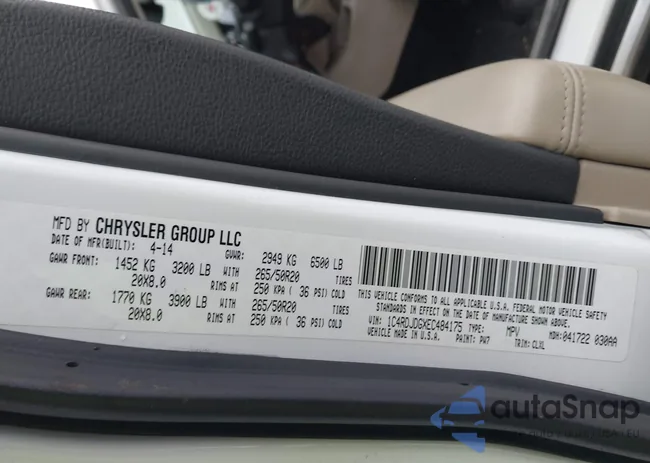 MFD BY CHRYSLER GROUP LLC
DATE OF MFR(BUILT): 4-14 GVWR: 2949 KG 6500 LB
GAWR FRONT: 1452 KG 3200 LB WITH 265/50R20 TIRES
20X8.0 RIMS AT 250 KPA ( 36 PSI) COLD
GAWR REAR: 1770 KG 3900 LB WITH 265/50R20 TIRES
20X8.0 RIMS AT 250 KPA ( 36 PSI) COLD
THIS VEHICLE CONFORMS TO ALL APPLICABLE U.S.A. FEDERAL MOTOR VEHICLE SAFETY
STANDARDS IN EFFECT ON THE DATE OF MANUFACTURE SHOWN ABOVE.
VIN: 1C4RDJDGXEC484175 TYPE: MPV MDH: 041722 030AA
VEHICLE MADE IN U.S.A. PAINT: PW7 TRIM: CLVL
autaSnap